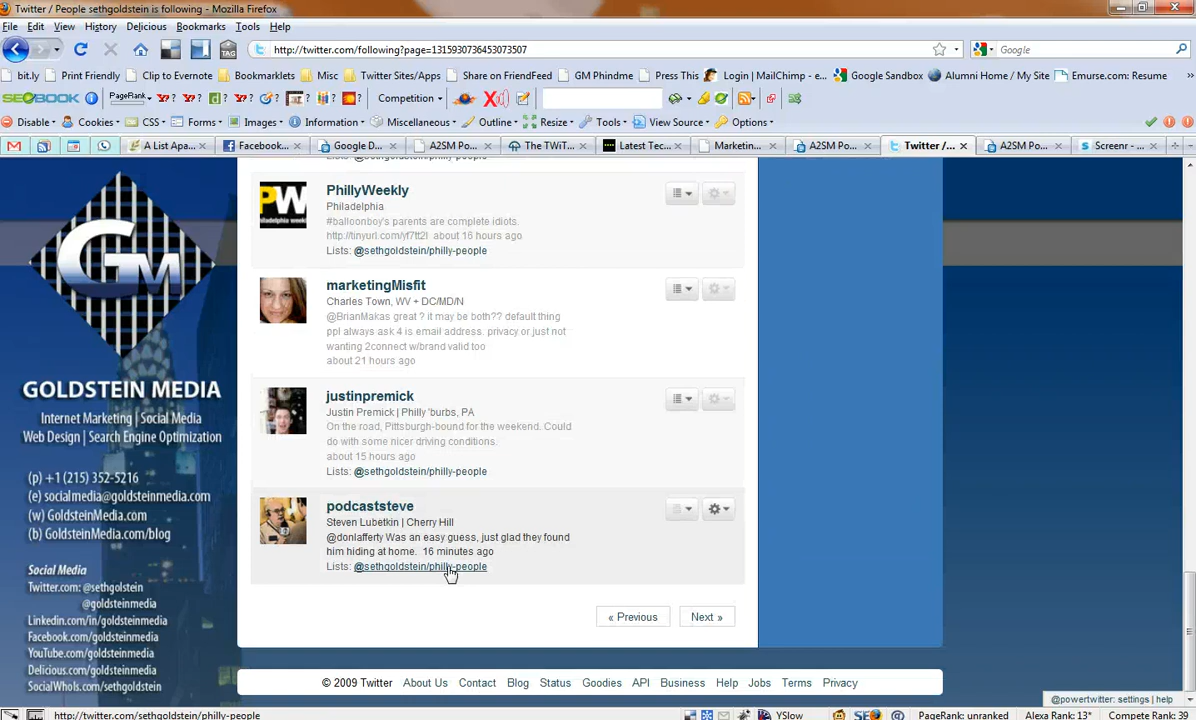 Twitter / People sethgoldstein is following - Mozilla Firefox
File Edit View History Delicious Bookmarks Tools Help
http://twitter.com/following?page=1315930736453073507
Google
bit.ly Print Friendly Clip to Evernote Bookmarklets Misc Twitter Sites/Apps Share on FriendFeed GM Phindme Press This Login | MailChimp - e... Google Sandbox Alumni Home / My Site Emurse.com: Resume
SEOBOOK PageRank Competition
Disable Cookies CSS Forms Images Information Miscellaneous Outline Resize Tools View Source Options
A List Apa... Facebook... Google D... A2SM Po... The TWiT... Latest Tec... Marketin... A2SM Po... Twitter /... A2SM Po... Screenr - ...
PW
PhillyWeekly
Philadelphia
#balloonboy's parents are complete idiots.
http://tinyurl.com/yf7tt2l about 16 hours ago
Lists: @sethgoldstein/philly-people
marketingMisfit
Charles Town, WV + DC/MD/N
@BrianMakas great ? it may be both?? default thing
ppl always ask 4 is email address. privacy or just not
wanting 2connect w/brand valid too
about 21 hours ago
justinpremick
Justin Premick | Philly 'burbs, PA
On the road, Pittsburgh-bound for the weekend. Could
do with some nicer driving conditions.
about 15 hours ago
Lists: @sethgoldstein/philly-people
podcaststeve
Steven Lubetkin | Cherry Hill
@donlafferty Was an easy guess, just glad they found
him hiding at home. 16 minutes ago
Lists: @sethgoldstein/philly-people
« Previous Next »
GM
GOLDSTEIN MEDIA
Internet Marketing | Social Media
Web Design | Search Engine Optimization
(p) +1 (215) 352-5216
(e) socialmedia@goldsteinmedia.com
(w) GoldsteinMedia.com
(b) GoldsteinMedia.com/blog
Social Media
Twitter.com: @sethgoldstein
@goldsteinmedia
Linkedin.com/in/goldsteinmedia
Facebook.com/goldsteinmedia
YouTube.com/goldsteinmedia
Delicious.com/goldsteinmedia
SocialWhoIs.com/sethgoldstein
© 2009 Twitter About Us Contact Blog Status Goodies API Business Help Jobs Terms Privacy
@powertwitter: settings | help
http://twitter.com/sethgoldstein/philly-people YSlow PageRank: unranked Alexa Rank: 13* Compete Rank: 39